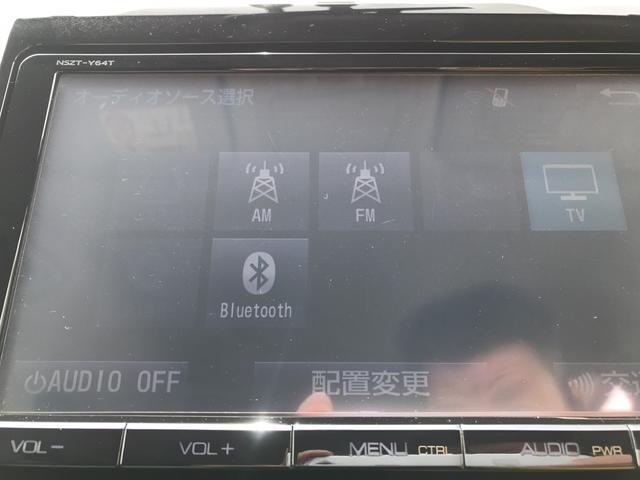 NSZT-Y64T
オーディオソース選択
AM
FM
TV
Bluetooth
AUDIO OFF
配置変更
VOL−
VOL+
MENU CTRL
AUDIO PWR